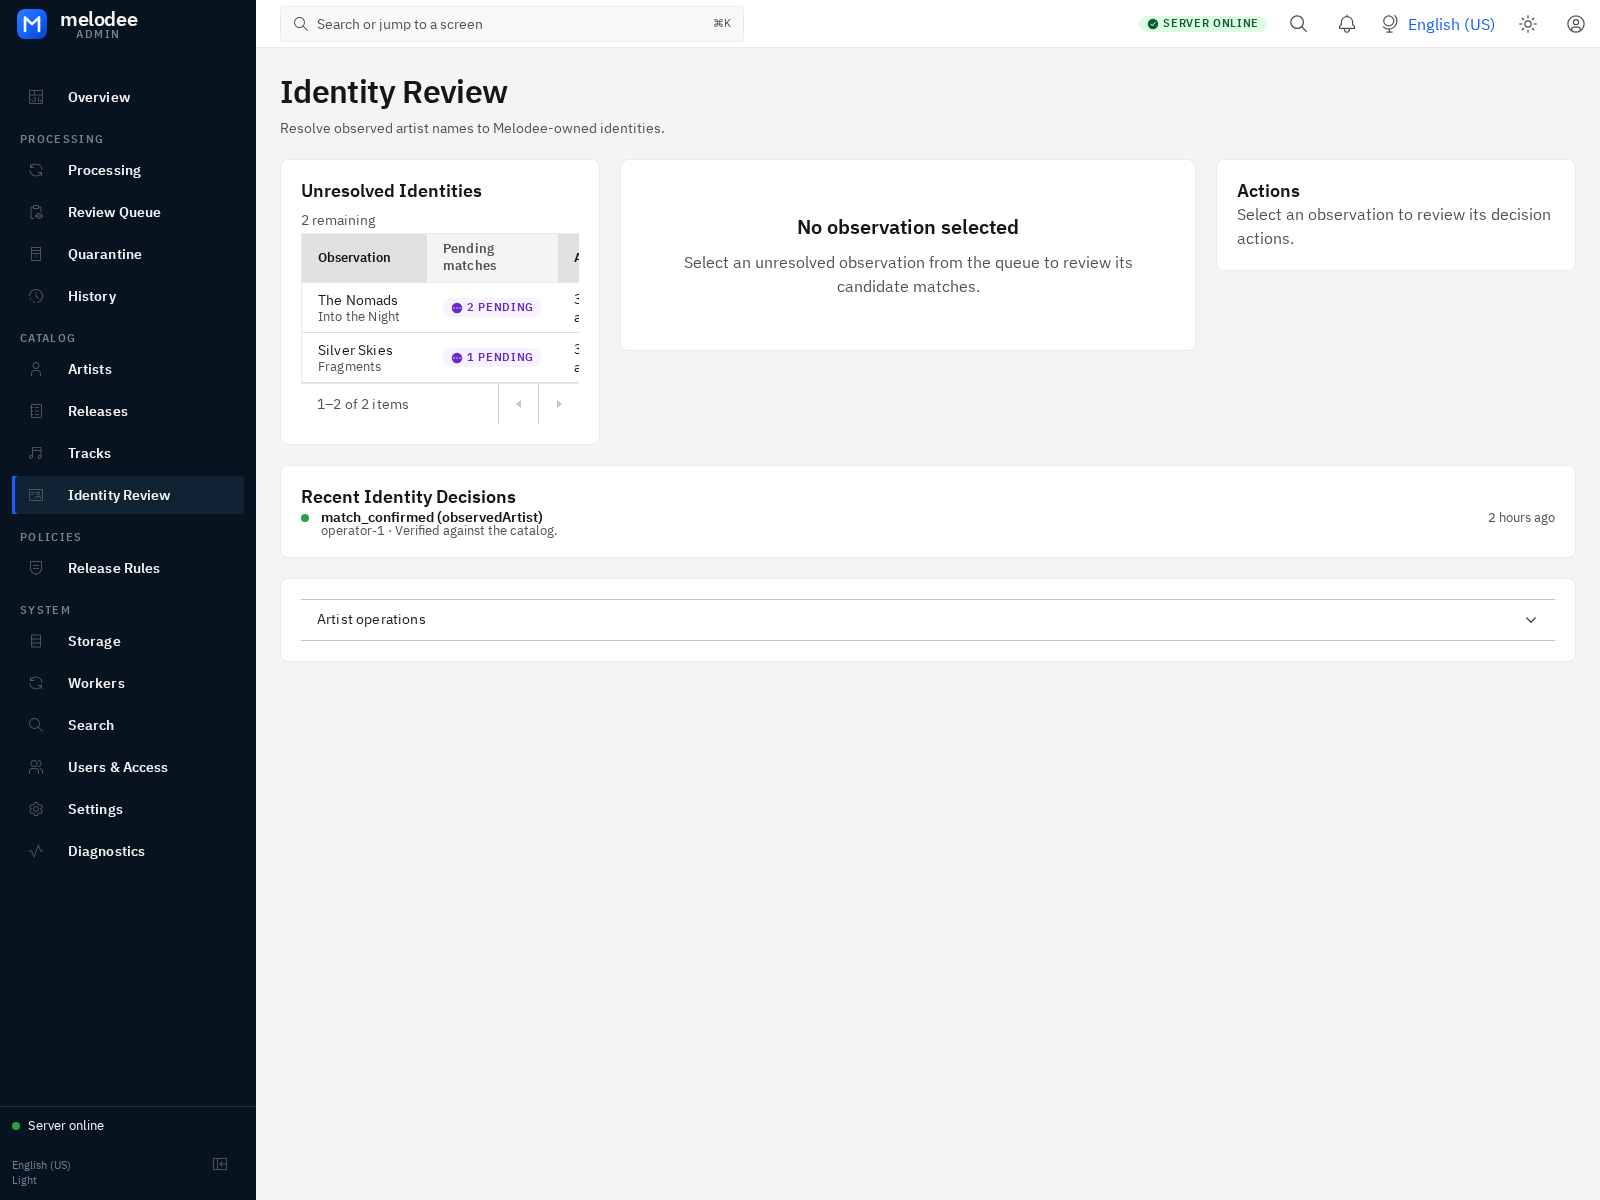 melodee
ADMIN
Search or jump to a screen
⌘K
SERVER ONLINE
English (US)
Overview
PROCESSING
Processing
Review Queue
Quarantine
History
CATALOG
Artists
Releases
Tracks
Identity Review
POLICIES
Release Rules
SYSTEM
Storage
Workers
Search
Users & Access
Settings
Diagnostics
Server online
English (US)
Light
Identity Review
Resolve observed artist names to Melodee-owned identities.
Unresolved Identities
2 remaining
Observation
Pending matches
The Nomads
Into the Night
2 PENDING
Silver Skies
Fragments
1 PENDING
1–2 of 2 items
No observation selected
Select an unresolved observation from the queue to review its
candidate matches.
Actions
Select an observation to review its decision
actions.
Recent Identity Decisions
match_confirmed (observedArtist)
operator-1 · Verified against the catalog.
2 hours ago
Artist operations